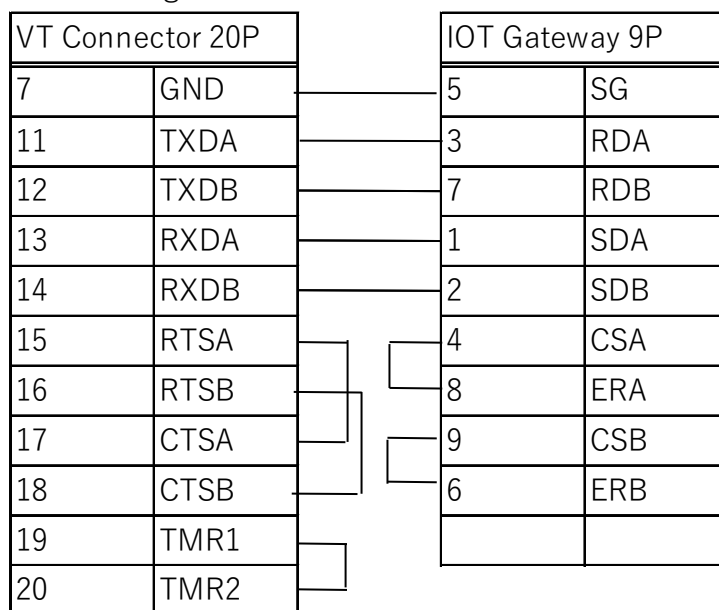 VT Connector 20P IOT Gateway 9P
7 GND 5 SG
11 TXDA 3 RDA
12 TXDB 7 RDB
13 RXDA 1 SDA
14 RXDB 2 SDB
15 RTSA 4 CSA
16 RTSB 8 ERA
17 CTSA 9 CSB
18 CTSB 6 ERB
19 TMR1
20 TMR2